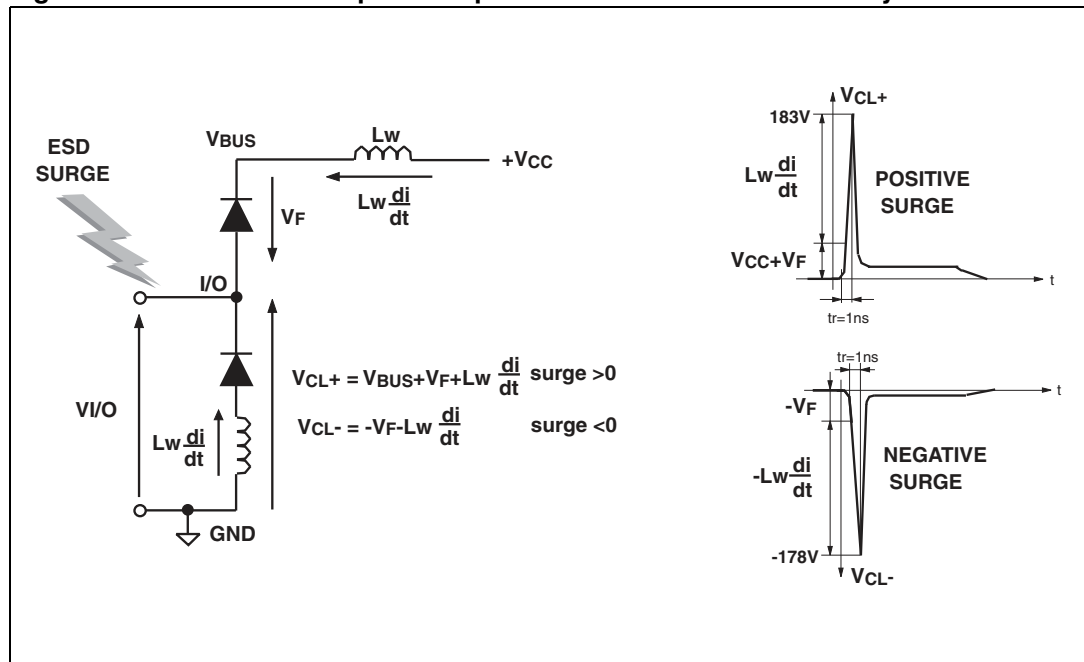 ESD
SURGE
VBUS
Lw
+VCC
Lw di/dt
VF
I/O
VI/O
Lw di/dt
VCL+ = VBUS+VF+Lw di/dt surge >0
VCL- = -VF-Lw di/dt surge <0
GND
VCL+
183V
Lw di/dt
POSITIVE
SURGE
VCC+VF
t
tr=1ns
tr=1ns
t
-VF
-Lw di/dt
NEGATIVE
SURGE
-178V
VCL-